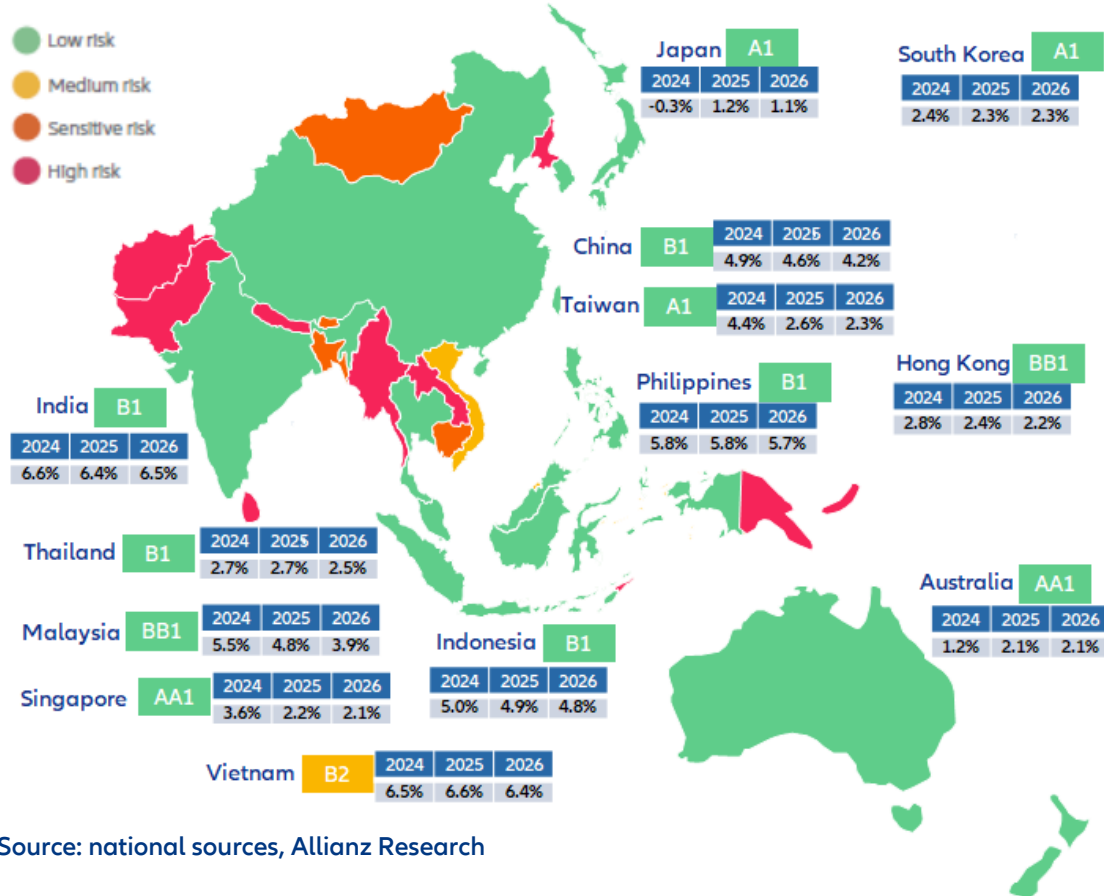 Low risk
Medium risk
Sensitive risk
High risk
Japan A1
2024 2025 2026
-0.3% 1.2% 1.1%
South Korea A1
2024 2025 2026
2.4% 2.3% 2.3%
China B1
2024 2025 2026
4.9% 4.6% 4.2%
Taiwan A1
2024 2025 2026
4.4% 2.6% 2.3%
Hong Kong BB1
2024 2025 2026
2.8% 2.4% 2.2%
Philippines B1
2024 2025 2026
5.8% 5.8% 5.7%
India B1
2024 2025 2026
6.6% 6.4% 6.5%
Thailand B1
2024 2025 2026
2.7% 2.7% 2.5%
Malaysia BB1
2024 2025 2026
5.5% 4.8% 3.9%
Indonesia B1
2024 2025 2026
5.0% 4.9% 4.8%
Australia AA1
2024 2025 2026
1.2% 2.1% 2.1%
Singapore AA1
2024 2025 2026
3.6% 2.2% 2.1%
Vietnam B2
2024 2025 2026
6.5% 6.6% 6.4%
Source: national sources, Allianz Research